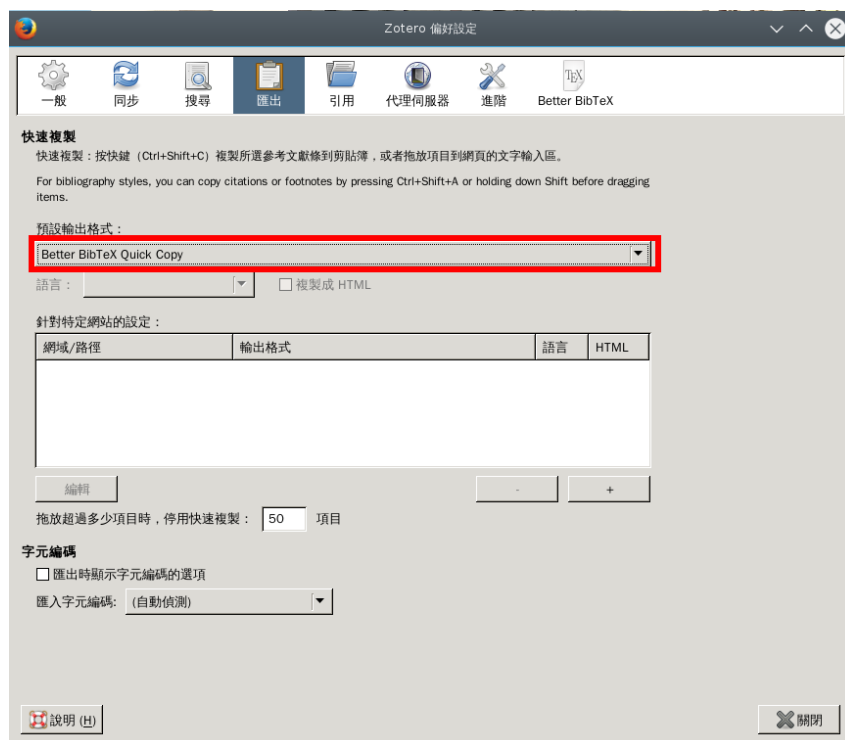 Zotero 偏好設定
一般 同步 搜尋 匯出 引用 代理伺服器 進階 Better BibTeX
TEX
快速複製
快速複製：按快鍵（Ctrl+Shift+C）複製所選參考文獻條到剪貼簿，或者拖放項目到網頁的文字輸入區。
For bibliography styles, you can copy citations or footnotes by pressing Ctrl+Shift+A or holding down Shift before dragging
items.
預設輸出格式：
Better BibTeX Quick Copy
語言： 複製成 HTML
針對特定網站的設定：
網域/路徑 輸出格式 語言 HTML
編輯 - +
拖放超過多少項目時，停用快速複製： 50 項目
字元編碼
匯出時顯示字元編碼的選項
匯入字元編碼: (自動偵測)
說明 (H) 關閉